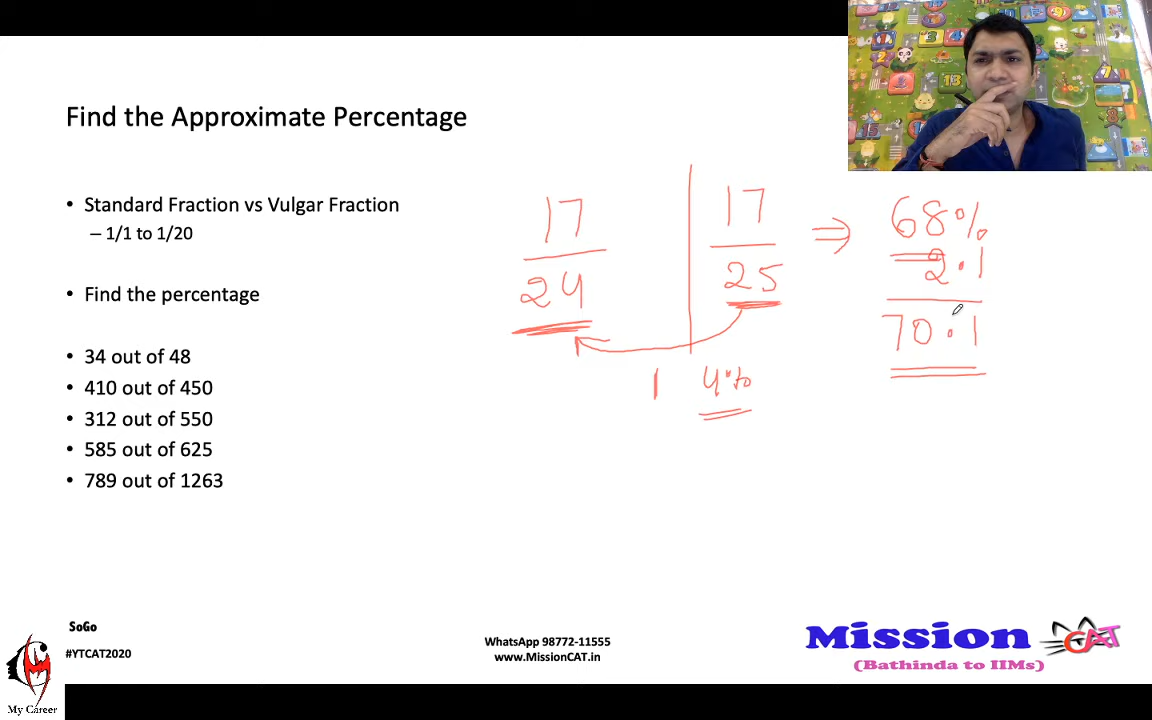 Find the Approximate Percentage
• Standard Fraction vs Vulgar Fraction
– 1/1 to 1/20
• Find the percentage
• 34 out of 48
• 410 out of 450
• 312 out of 550
• 585 out of 625
• 789 out of 1263
17
24
17
25
⇒
68%
2.1
70.1
1
4%
SoGo
#YTCAT2020
My Career
WhatsApp 98772-11555
www.MissionCAT.in
Mission CAT
(Bathinda to IIMs)